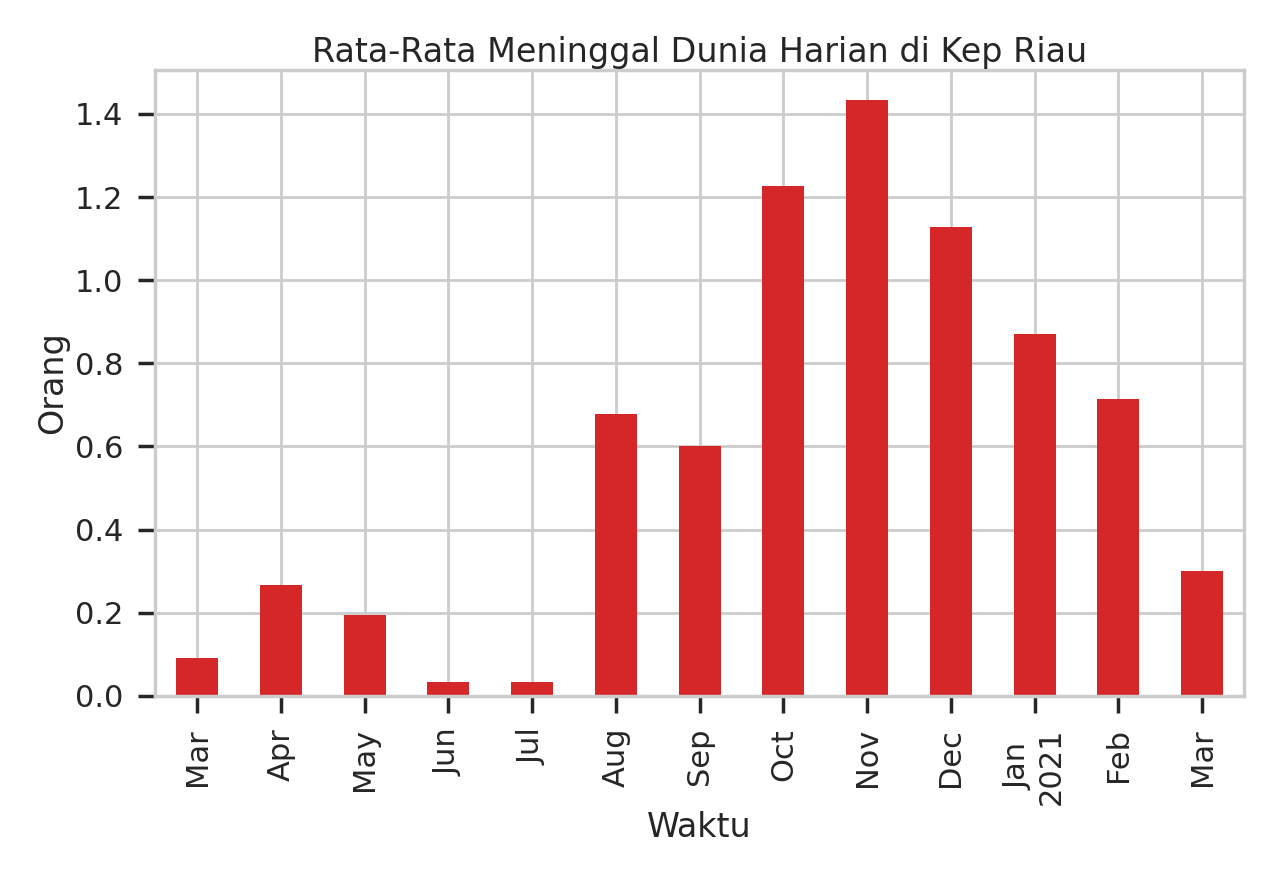 Rata-Rata Meninggal Dunia Harian di Kep Riau
1.4
1.2
1.0
0.8
0.6
0.4
0.2
0.0
Orang
Mar
Apr
May
Jun
Jul
Aug
Sep
Oct
Nov
Dec
Jan
2021
Feb
Mar
Waktu